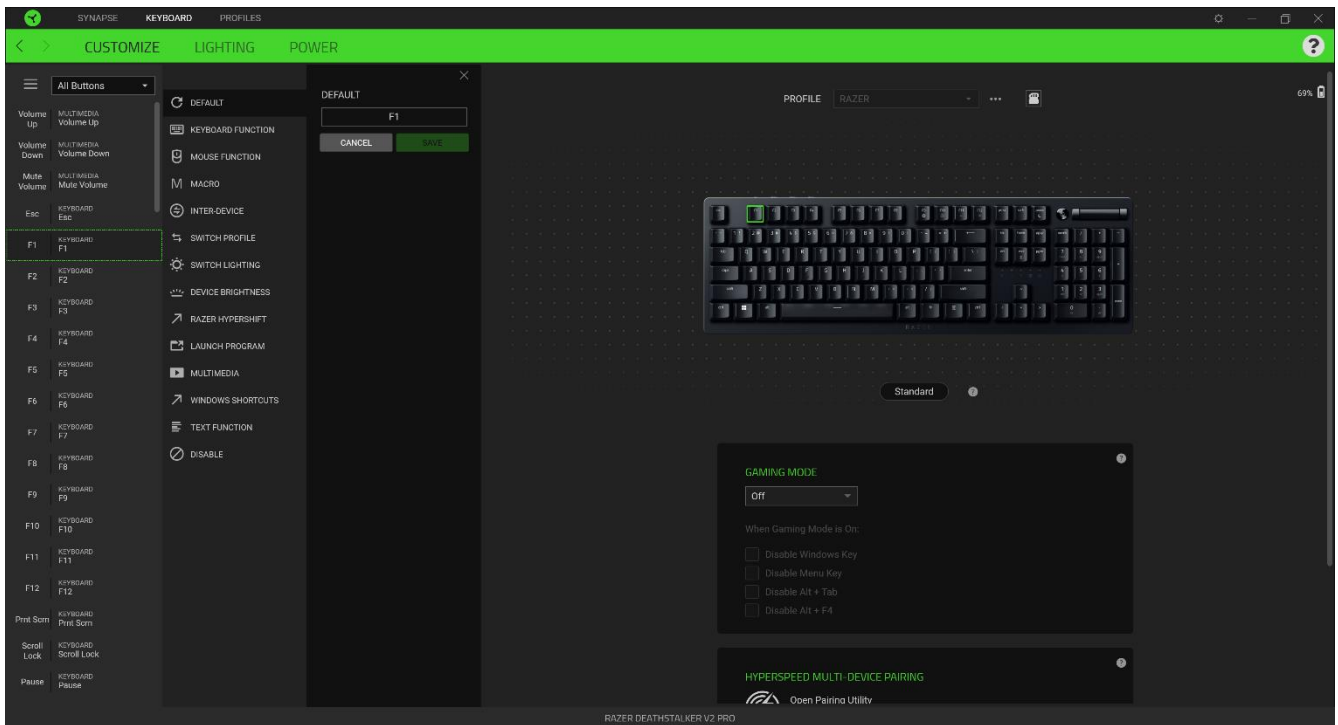 SYNAPSE KEYBOARD PROFILES
CUSTOMIZE LIGHTING POWER
?
All Buttons
Volume Up MULTIMEDIA Volume Up
Volume Down MULTIMEDIA Volume Down
Mute Volume MULTIMEDIA Mute Volume
Esc KEYBOARD Esc
F1 KEYBOARD F1
F2 KEYBOARD F2
F3 KEYBOARD F3
F4 KEYBOARD F4
F5 KEYBOARD F5
F6 KEYBOARD F6
F7 KEYBOARD F7
F8 KEYBOARD F8
F9 KEYBOARD F9
F10 KEYBOARD F10
F11 KEYBOARD F11
F12 KEYBOARD F12
Prnt Scrn KEYBOARD Prnt Scrn
Scroll Lock KEYBOARD Scroll Lock
Pause KEYBOARD Pause
DEFAULT
KEYBOARD FUNCTION
MOUSE FUNCTION
MACRO
INTER-DEVICE
SWITCH PROFILE
SWITCH LIGHTING
DEVICE BRIGHTNESS
RAZER HYPERSHIFT
LAUNCH PROGRAM
MULTIMEDIA
WINDOWS SHORTCUTS
TEXT FUNCTION
DISABLE
DEFAULT
F1
CANCEL SAVE
PROFILE RAZER
69%
RAZER
Standard ?
GAMING MODE ?
Off
When Gaming Mode is On:
Disable Windows Key
Disable Menu Key
Disable Alt + Tab
Disable Alt + F4
HYPERSPEED MULTI-DEVICE PAIRING ?
Open Pairing Utility
RAZER DEATHSTALKER V2 PRO